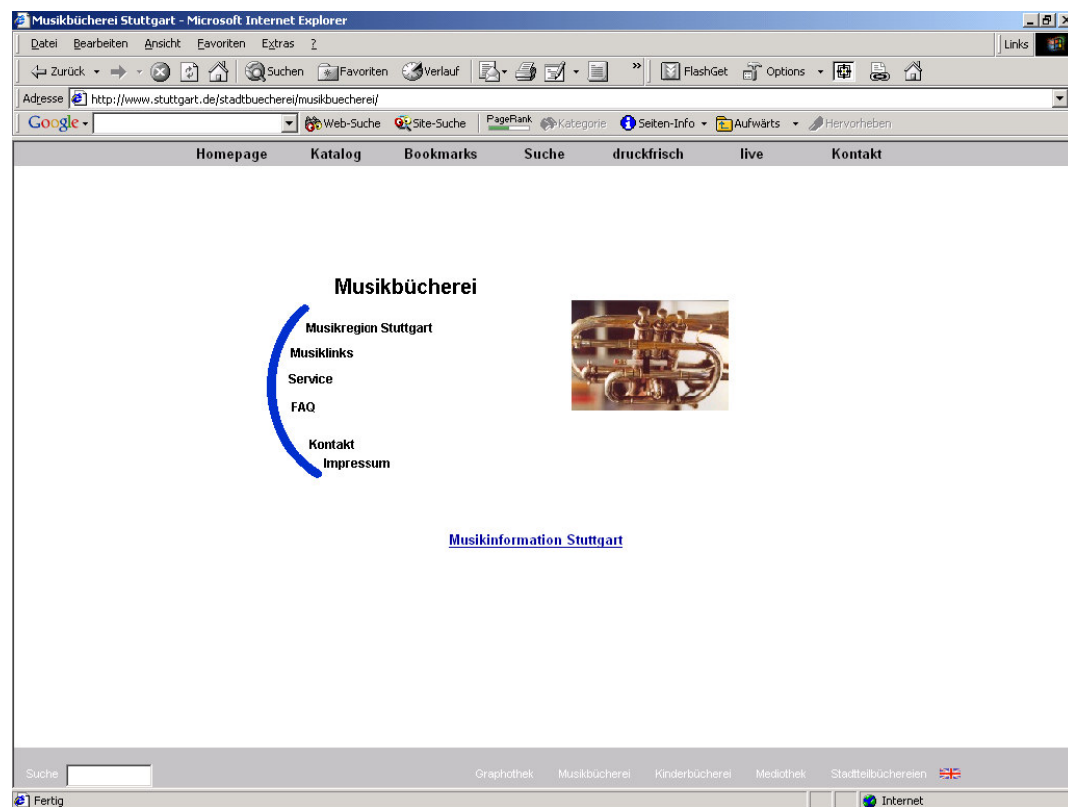 Musikbücherei Stuttgart - Microsoft Internet Explorer
Datei Bearbeiten Ansicht Favoriten Extras ? Links
Zurück Suchen Favoriten Verlauf » FlashGet Options
Adresse http://www.stuttgart.de/stadtbuecherei/musikbuecherei/
Google Web-Suche Site-Suche PageRank Kategorie Seiten-Info Aufwärts Hervorheben
Homepage Katalog Bookmarks Suche druckfrisch live Kontakt
Musikbücherei
Musikregion Stuttgart
Musiklinks
Service
FAQ
Kontakt
Impressum
Musikinformation Stuttgart
Suche Graphothek Musikbücherei Kinderbücherei Mediothek Stadtteilbüchereien
Fertig Internet